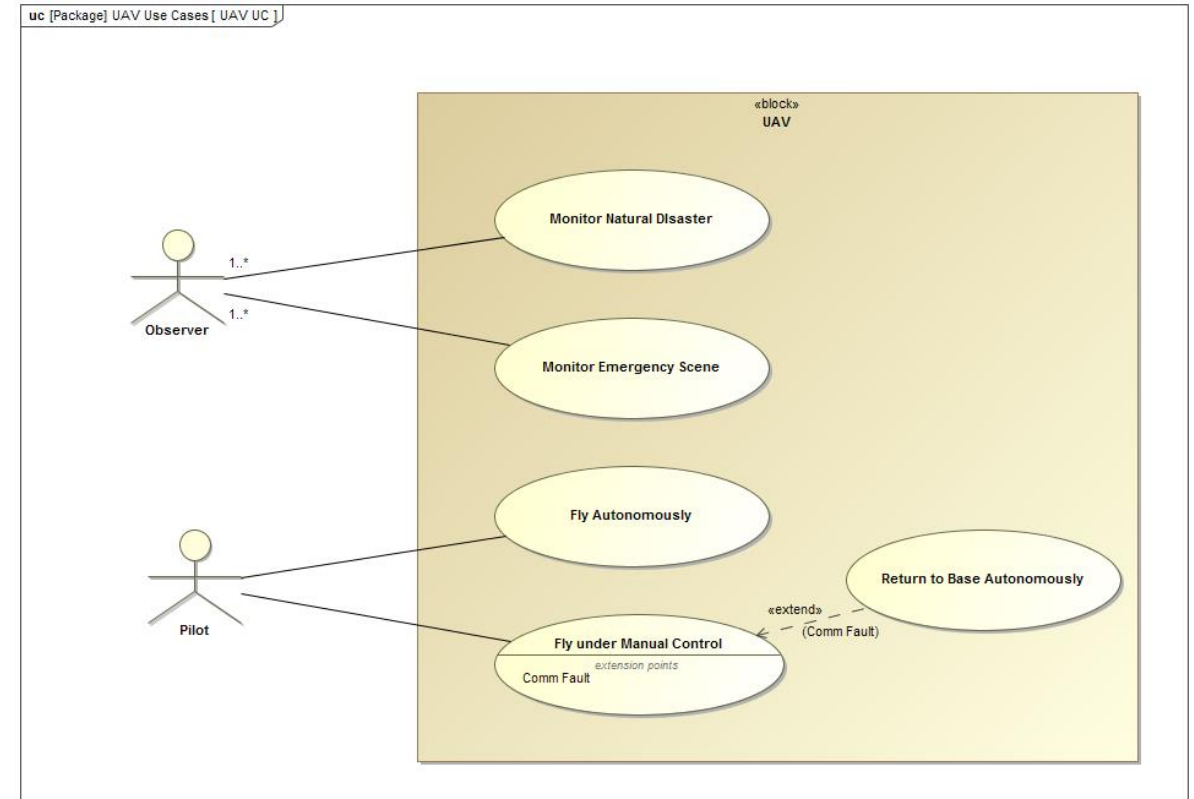 uc [Package] UAV Use Cases [ UAV UC ]
«block»
UAV
Monitor Natural DIsaster
1..*
1..*
Observer
Monitor Emergency Scene
Fly Autonomously
Return to Base Autonomously
«extend»
(Comm Fault)
Pilot
Fly under Manual Control
extension points
Comm Fault